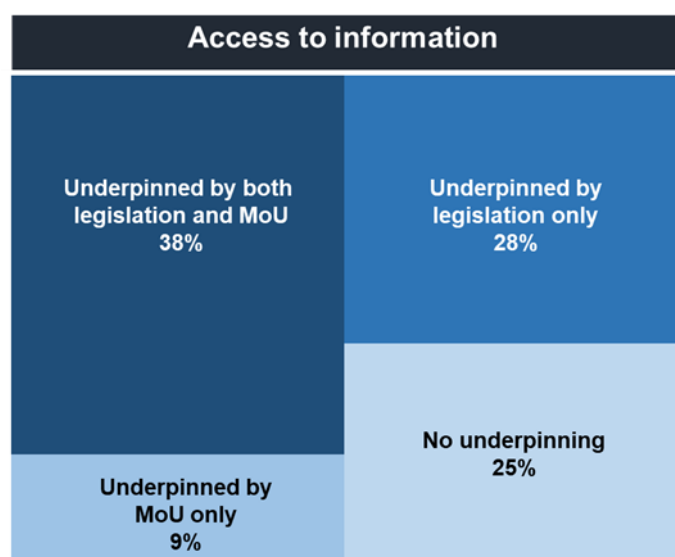 Access to information
Underpinned by both
legislation and MoU
38%
Underpinned by
legislation only
28%
No underpinning
25%
Underpinned by
MoU only
9%